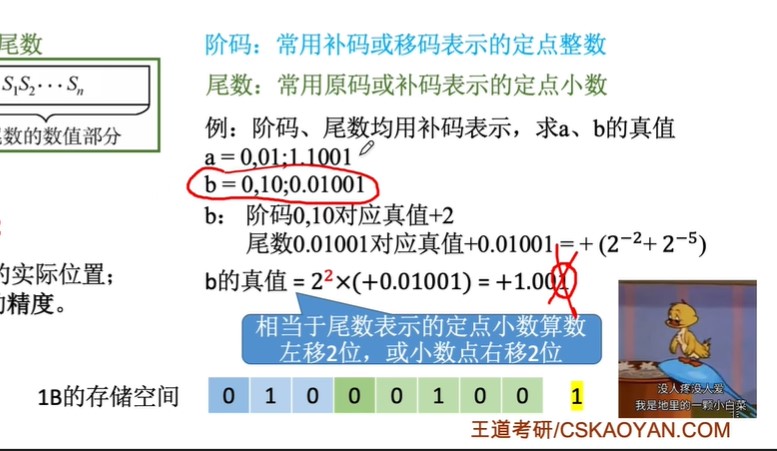 尾数
S₁S₂···Sₙ
数的数值部分
阶码：常用补码或移码表示的定点整数
尾数：常用原码或补码表示的定点小数
例：阶码、尾数均用补码表示，求a、b的真值
a = 0,01;1.1001
b = 0,10;0.01001
b： 阶码0,10对应真值+2
尾数0.01001对应真值+0.01001 = + (2⁻²+ 2⁻⁵)
b的真值 = 2²×(+0.01001) = +1.001
相当于尾数表示的定点小数算数
左移2位，或小数点右移2位
的实际位置；
精度。
1B的存储空间 0 1 0 0 0 1 0 0 1
没人疼没人爱
我是地里的一颗小白菜
王道考研/CSKAOYAN.COM